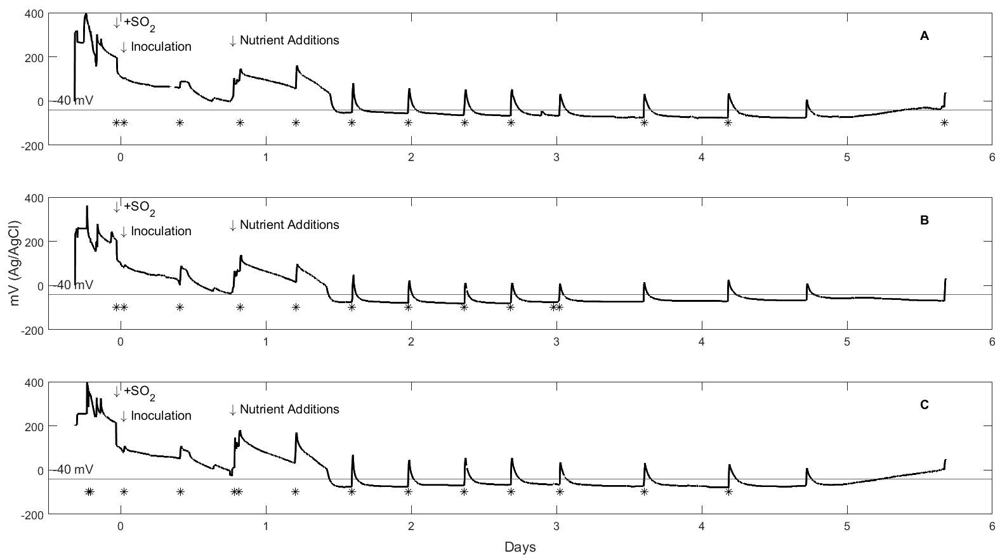 400
200
0
-200
↓ +SO2
↓ Inoculation
↓ Nutrient Additions
A
-40 mV
0 1 2 3 4 5 6
mV (Ag/AgCl)
400
200
0
-200
↓ +SO2
↓ Inoculation
↓ Nutrient Additions
B
-40 mV
0 1 2 3 4 5 6
400
200
0
-200
↓ +SO2
↓ Inoculation
↓ Nutrient Additions
C
-40 mV
0 1 2 3 4 5 6
Days